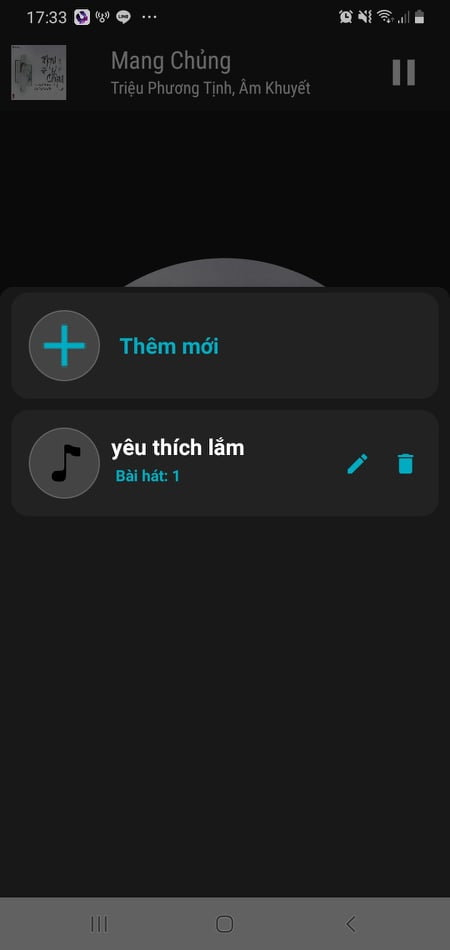 17:33
Mang Chủng
Triệu Phương Tịnh, Âm Khuyết
Thêm mới
yêu thích lắm
Bài hát: 1